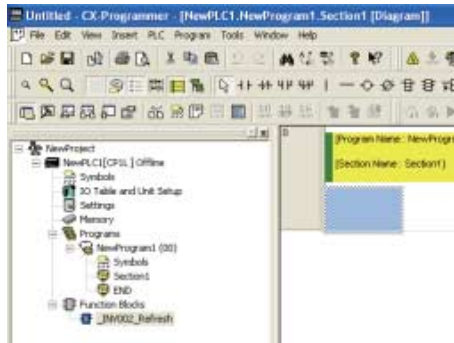 Untitled - CX-Programmer - [NewPLC1.NewProgram1.Section1 [Diagram]]
File Edit View Insert PLC Program Tools Window Help
NewProject
NewPLC1[CP1L] Offline
Symbols
IO Table and Unit Setup
Settings
Memory
Programs
NewProgram1 (00)
Symbols
Section1
END
Function Blocks
_INV002_Refresh
0
[Program Name : NewProgr
[Section Name : Section1]